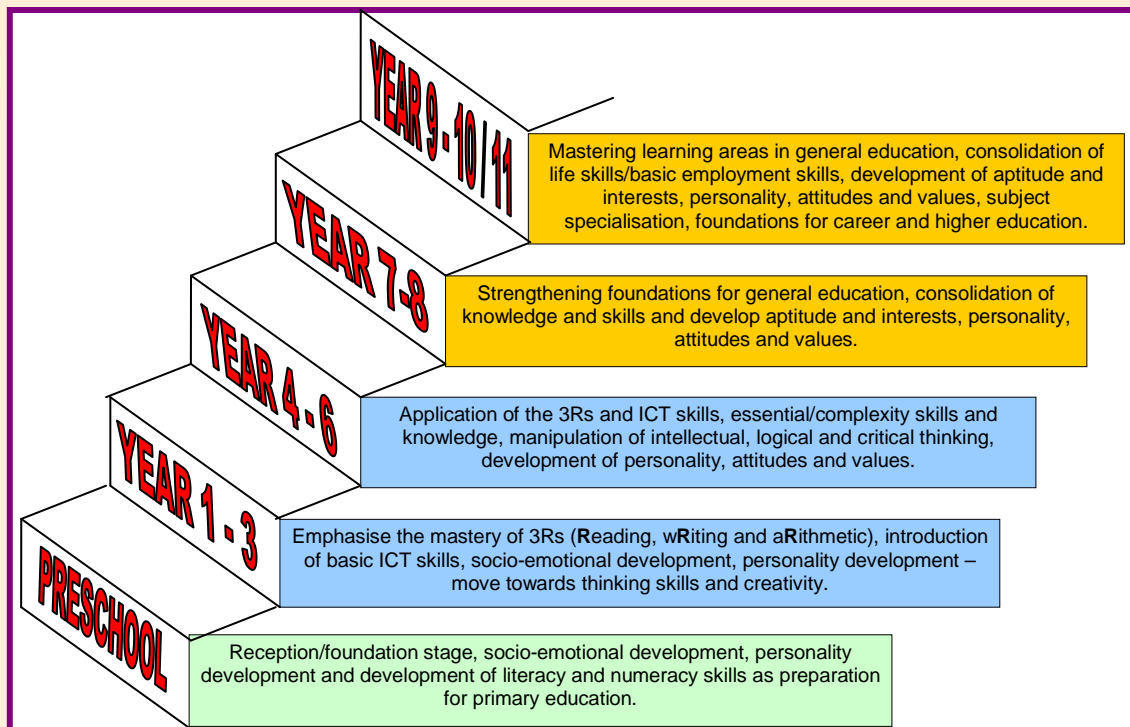 YEAR 9 - 10 / 11
Mastering learning areas in general education, consolidation of
life skills/basic employment skills, development of aptitude and
interests, personality, attitudes and values, subject
specialisation, foundations for career and higher education.
YEAR 7-8
Strengthening foundations for general education, consolidation of
knowledge and skills and develop aptitude and interests, personality,
attitudes and values.
YEAR 4 - 6
Application of the 3Rs and ICT skills, essential/complexity skills and
knowledge, manipulation of intellectual, logical and critical thinking,
development of personality, attitudes and values.
YEAR 1 - 3
Emphasise the mastery of 3Rs (Reading, wRiting and aRithmetic), introduction
of basic ICT skills, socio-emotional development, personality development –
move towards thinking skills and creativity.
PRESCHOOL
Reception/foundation stage, socio-emotional development, personality
development and development of literacy and numeracy skills as preparation
for primary education.